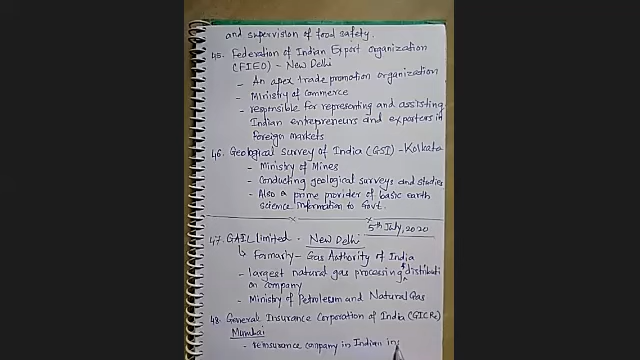 and supervision of food safety.
45. Federation of Indian Export Organization
(FIEO) - New Delhi
- An apex trade promotion organization
- Ministry of Commerce
- responsible for representing and assisting
Indian entrepreneurs and exporters in
foreign markets
46. Geological Survey of India (GSI) - Kolkata
- Ministry of Mines
- Conducting geological surveys and studies
- Also a prime provider of basic earth
science information to Govt.
5th July, 2020
47. GAIL Limited. New Delhi
Formarly - Gas Authority of India
- largest natural gas processing & distributi
on company
- Ministry of Petroleum and Natural Gas
48. General Insurance Corporation of India (GICRe)
Mumbai
- reinsurance company in Indian ins